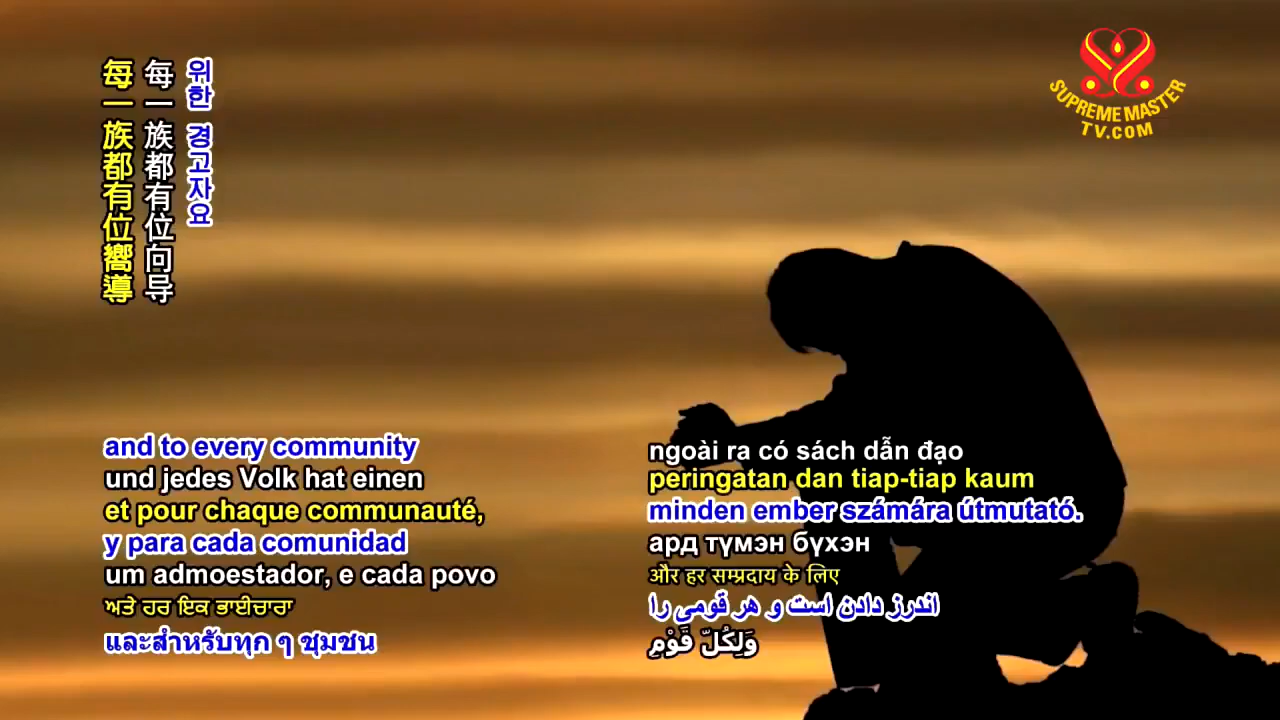 위한 경고자요
每一族都有位向导
每一族都有位嚮導
SUPREME MASTER
TV.COM
and to every community
und jedes Volk hat einen
et pour chaque communauté,
y para cada comunidad
um admoestador, e cada povo
ਅਤੇ ਹਰ ਇਕ ਭਾਈਚਾਰਾ
และสำหรับทุก ๆ ชุมชน
ngoài ra có sách dẫn đạo
peringatan dan tiap-tiap kaum
minden ember számára útmutató.
ард түмэн бүхэн
और हर सम्प्रदाय के लिए
اندرز دادن است و هر قومی را
وَلِكُلِّ قَوْمٍ